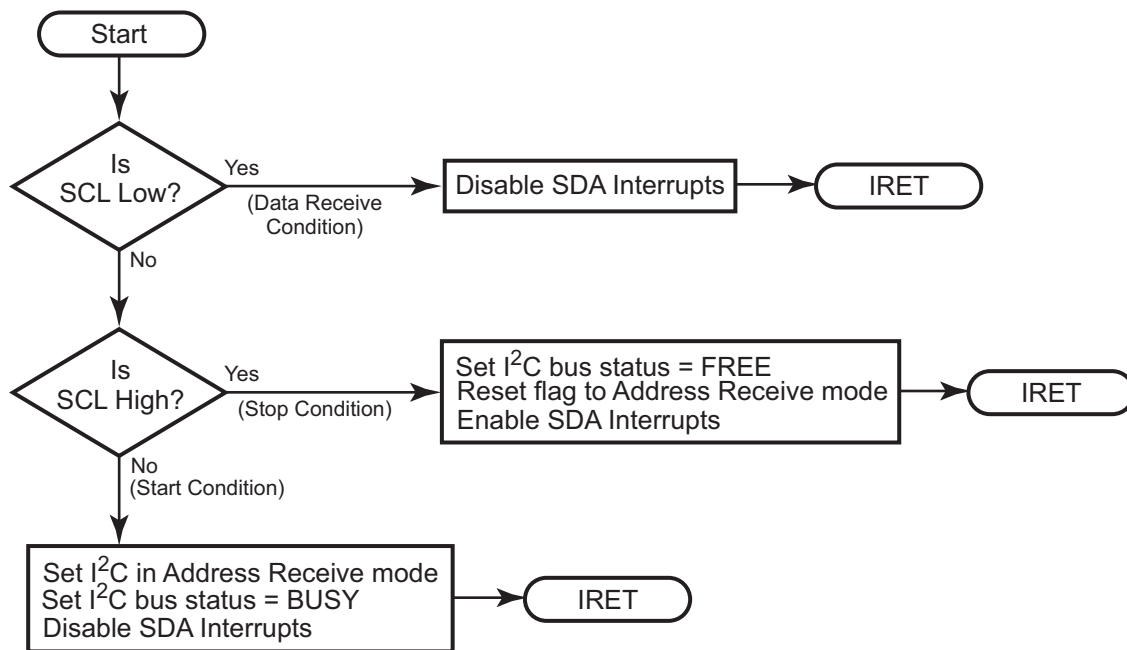 Start
Is
SCL Low?
Yes
(Data Receive
Condition)
Disable SDA Interrupts
IRET
No
Is
SCL High?
Yes
(Stop Condition)
Set I²C bus status = FREE
Reset flag to Address Receive mode
Enable SDA Interrupts
IRET
No
(Start Condition)
Set I²C in Address Receive mode
Set I²C bus status = BUSY
Disable SDA Interrupts
IRET